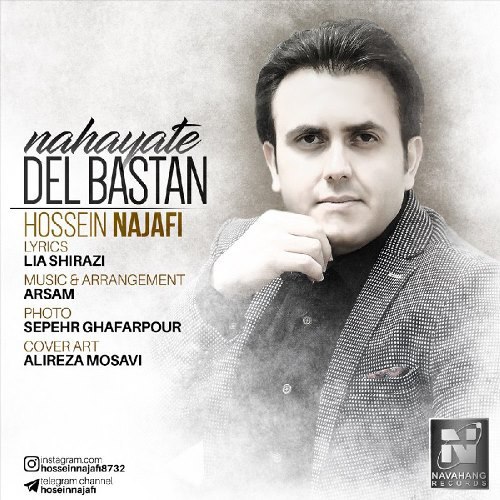 nahayate
DEL BASTAN
HOSSEIN NAJAFI
LYRICS
LIA SHIRAZI
MUSIC & ARRANGEMENT
ARSAM
PHOTO
SEPEHR GHAFARPOUR
COVER ART
ALIREZA MOSAVI
instagram.com
hosseinnajafi8732
telegram channel
hoseinnajafi
N
NAVAHANG
RECORDS